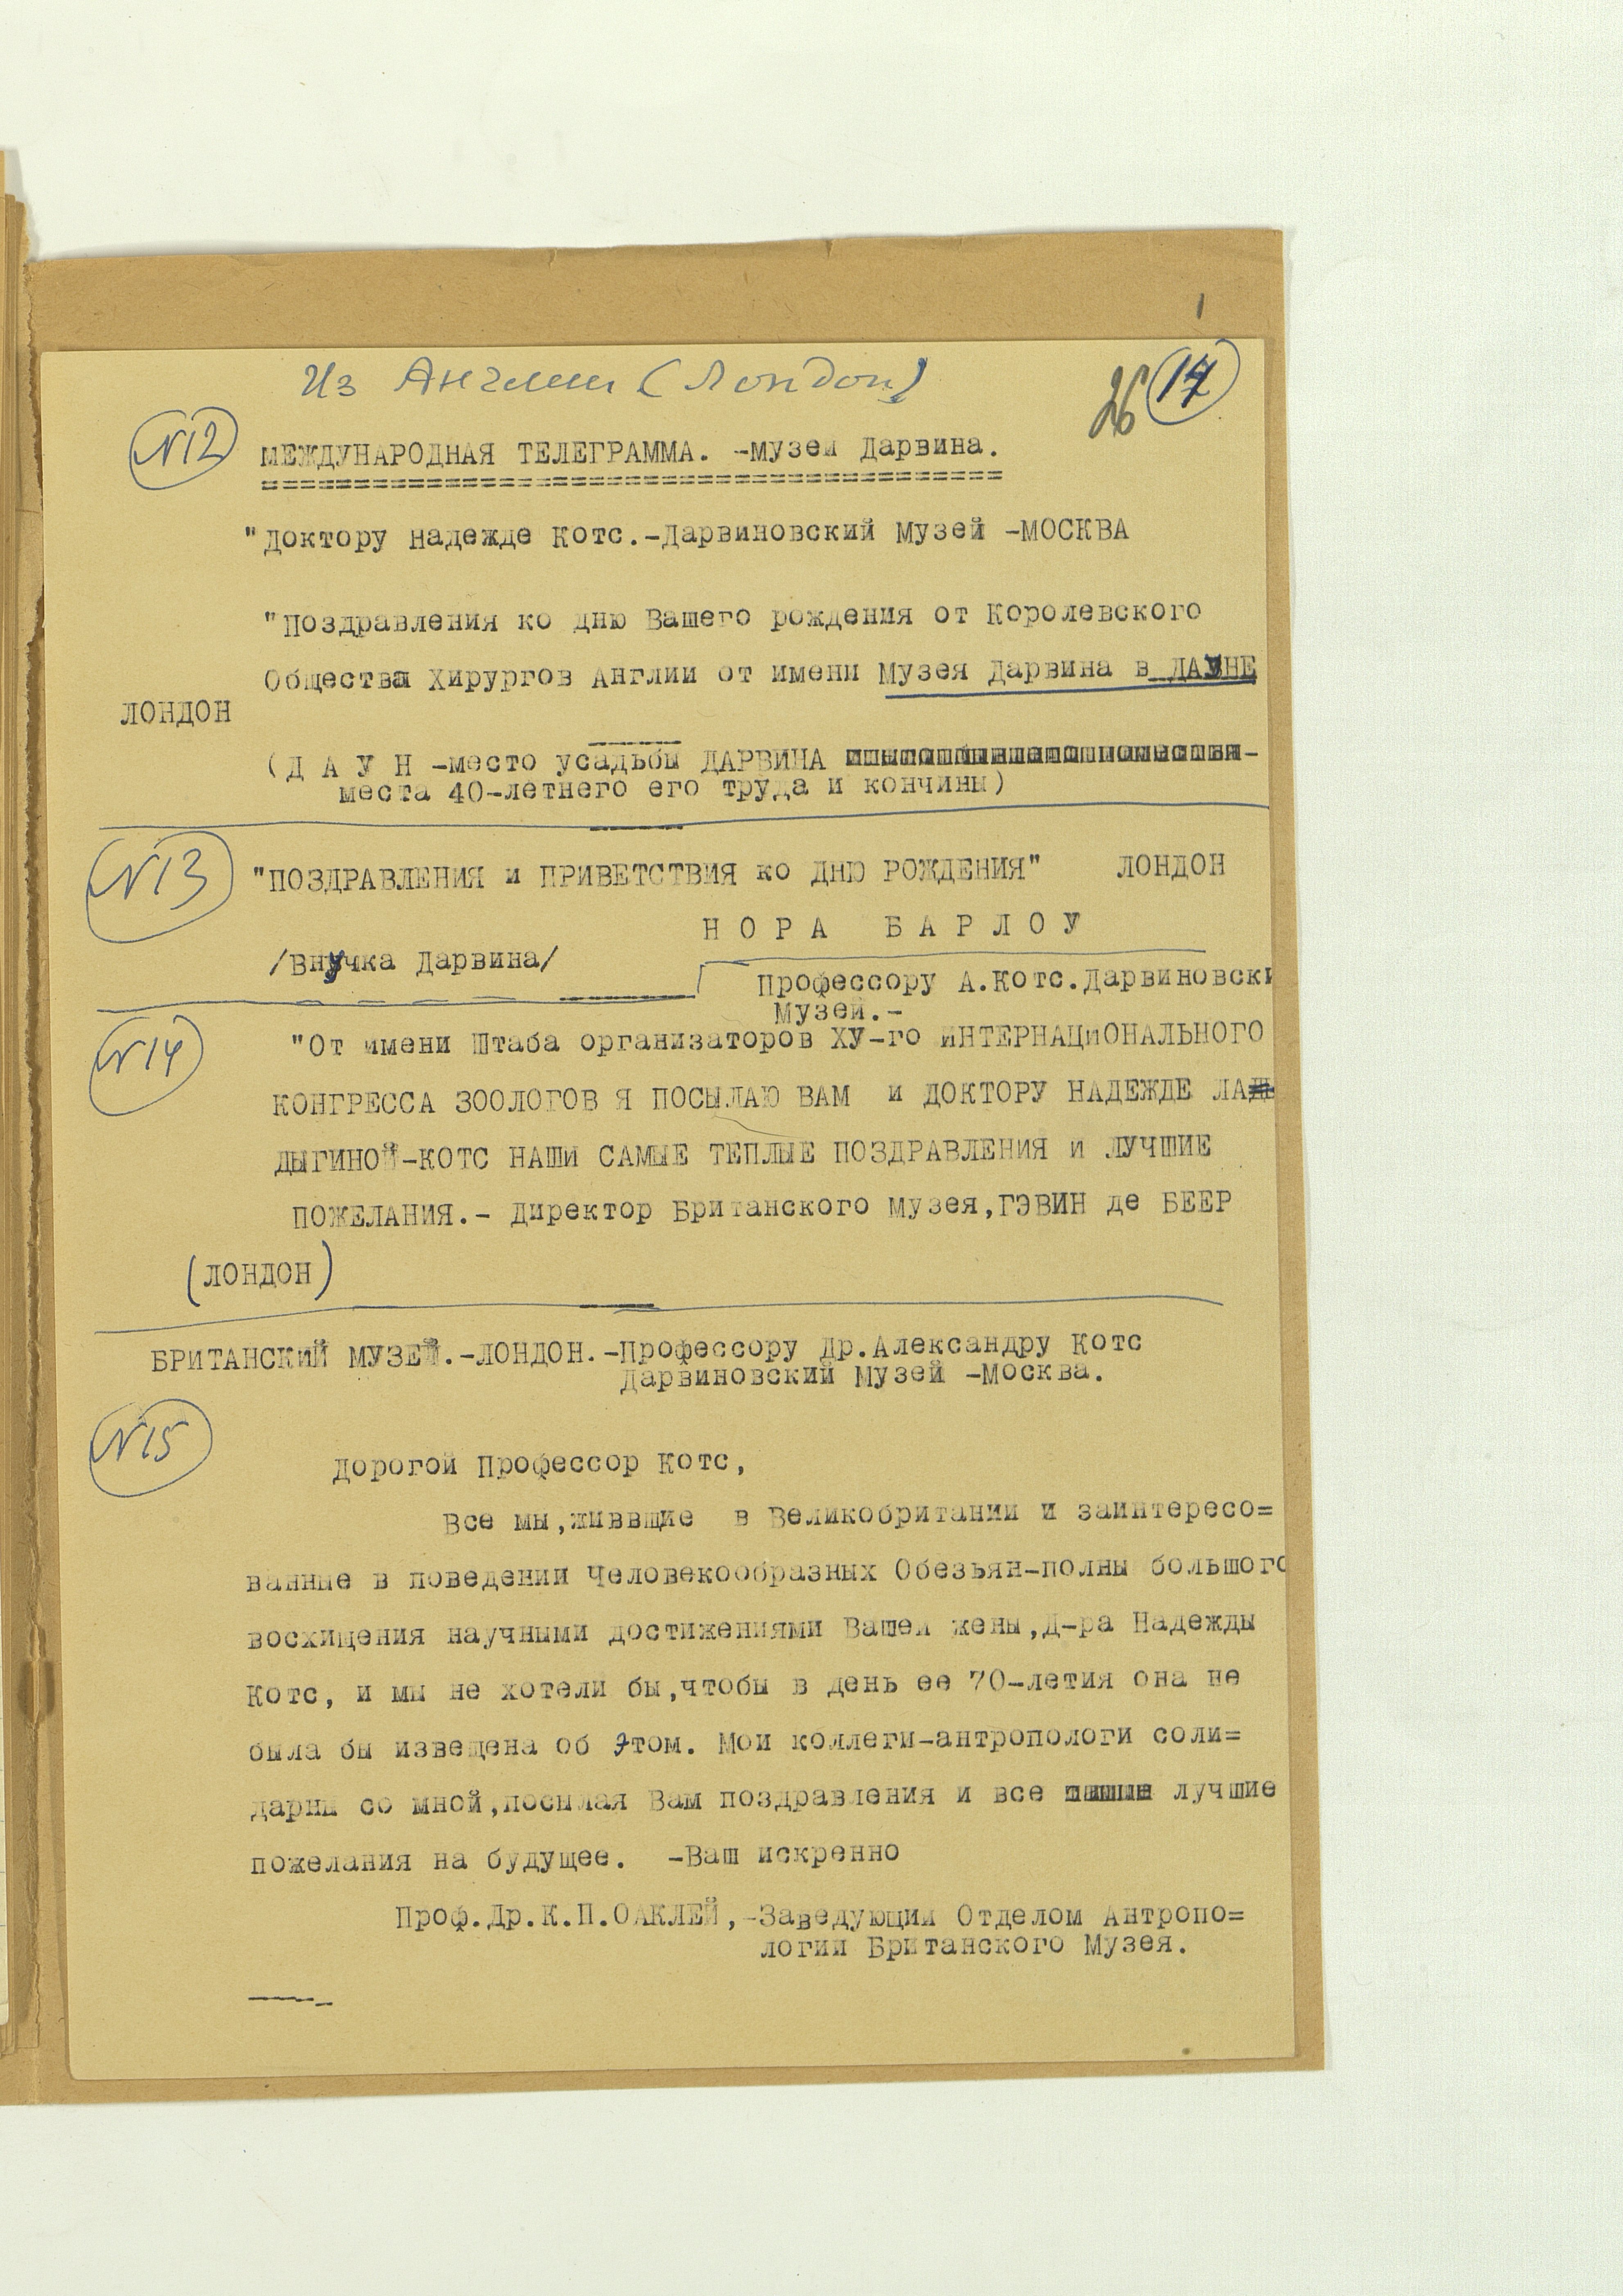 1
Из Англии (Лондон)
26 (17)
N12 МЕЖДУНАРОДНАЯ ТЕЛЕГРАММА. -Музей Дарвина.
=========================================
"Доктору Надежде Котс.-Дарвиновский Музей -МОСКВА
"Поздравления ко дню Вашего рождения от Королевского
Общества Хирургов Англии от имени Музея Дарвина в ДАУНЕ
ЛОНДОН
(Д А У Н -место усадьбы ДАРВИНА
места 40-летнего его труда и кончины)
N13 "ПОЗДРАВЛЕНИЯ и ПРИВЕТСТВИЯ ко ДНЮ РОЖДЕНИЯ" ЛОНДОН
НОРА БАРЛОУ
/Внучка Дарвина/
Профессору А.Котс.Дарвиновски
Музей.-
N14 "От имени Штаба организаторов ХУ-го ИНТЕРНАЦИОНАЛЬНОГО
КОНГРЕССА ЗООЛОГОВ Я ПОСЫЛАЮ ВАМ и ДОКТОРУ НАДЕЖДЕ ЛА
ДЫГИНОЙ-КОТС НАШИ САМЫЕ ТЕПЛЫЕ ПОЗДРАВЛЕНИЯ и ЛУЧШИЕ
ПОЖЕЛАНИЯ.- Директор Британского Музея,ГЭВИН де БЕЕР
(ЛОНДОН)
БРИТАНСКИЙ МУЗЕЙ.-ЛОНДОН.-Профессору Др.Александру Котс
Дарвиновский Музей -Москва.
N15
Дорогой Профессор Котс,
Все мы,живвщие в Великобритании и заинтересо=
ванные в поведении Человекообразных Обезьян-полны большого
восхищения научными достижениями Вашей жены,Д-ра Надежды
Котс, и мы не хотели бы,чтобы в день ее 70-летия она не
была бы извещена об этом. Мои коллеги-антропологи соли=
дарны со мной,посылая Вам поздравления и все лучшие
пожелания на будущее. -Ваш искренно
Проф.Др.К.П.ОАКЛЕЙ,-Заведующий Отделом Антропо=
логии Британского Музея.